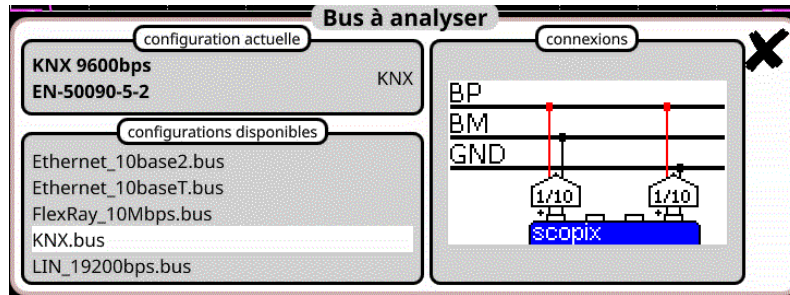 Bus à analyser
configuration actuelle
KNX 9600bps
EN-50090-5-2
KNX
configurations disponibles
Ethernet_10base2.bus
Ethernet_10baseT.bus
FlexRay_10Mbps.bus
KNX.bus
LIN_19200bps.bus
connexions
BP
BM
GND
1/10 1/10
+ +
scopix